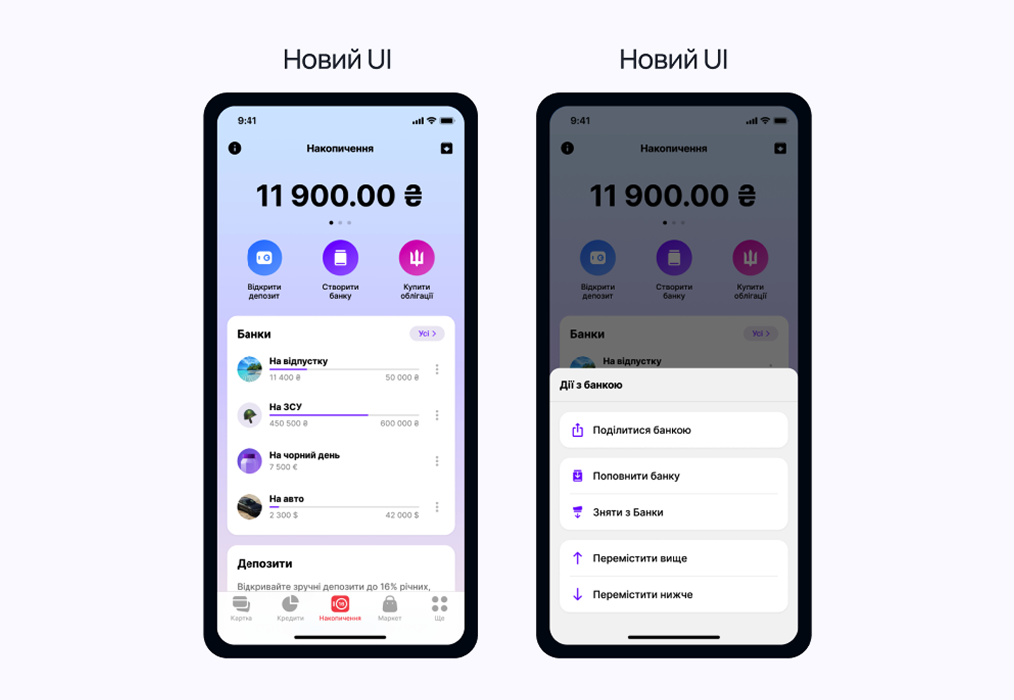 Новий UI
9:41
Накопичення
11 900.00 ₴
Відкрити депозит
Створити банку
Купити облігації
Банки
Усі >
На відпустку
11 400 ₴ 50 000 ₴
На ЗСУ
450 500 ₴ 600 000 ₴
На чорний день
7 500 €
На авто
2 300 $ 42 000 $
Депозити
Відкривайте зручні депозити до 16% річних,
Картка Кредити Накопичення Маркет Ще
Новий UI
9:41
Накопичення
11 900.00 ₴
Відкрити депозит
Створити банку
Купити облігації
Банки
Усі >
На відпустку
Дії з банкою
Поділитися банкою
Поповнити банку
Зняти з Банки
Перемістити вище
Перемістити нижче